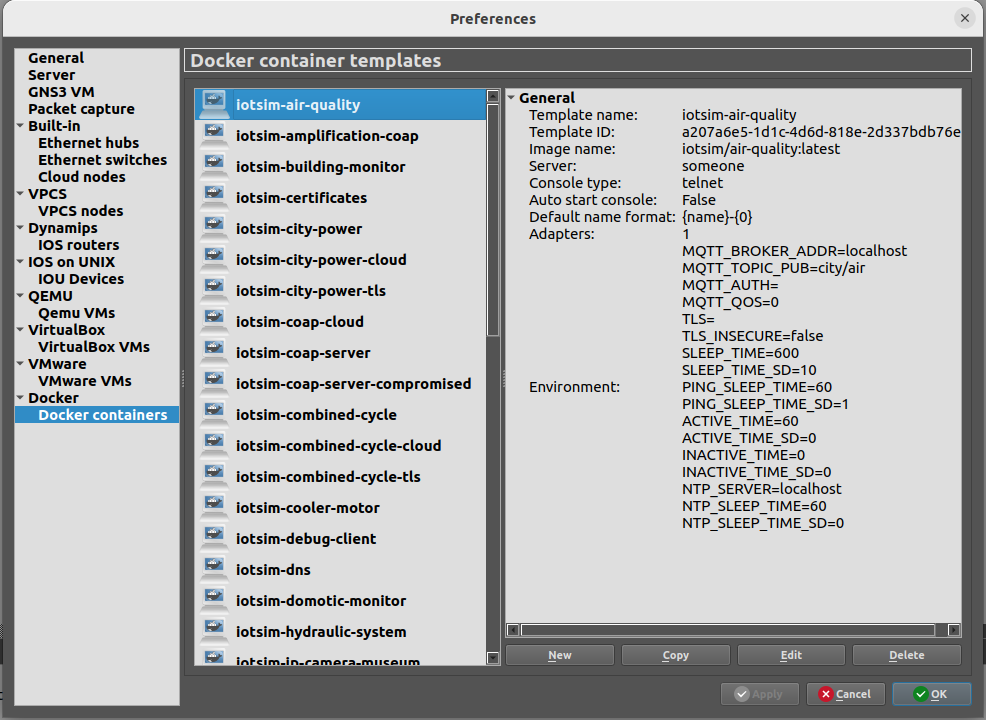 Preferences
General
Server
GNS3 VM
Packet capture
Built-in
Ethernet hubs
Ethernet switches
Cloud nodes
VPCS
VPCS nodes
Dynamips
IOS routers
IOS on UNIX
IOU Devices
QEMU
Qemu VMs
VirtualBox
VirtualBox VMs
VMware
VMware VMs
Docker
Docker containers
Docker container templates
iotsim-air-quality
iotsim-amplification-coap
iotsim-building-monitor
iotsim-certificates
iotsim-city-power
iotsim-city-power-cloud
iotsim-city-power-tls
iotsim-coap-cloud
iotsim-coap-server
iotsim-coap-server-compromised
iotsim-combined-cycle
iotsim-combined-cycle-cloud
iotsim-combined-cycle-tls
iotsim-cooler-motor
iotsim-debug-client
iotsim-dns
iotsim-domotic-monitor
iotsim-hydraulic-system
iotsim-ip-camera-museum
General
Template name: iotsim-air-quality
Template ID: a207a6e5-1d1c-4d6d-818e-2d337bdb76e
Image name: iotsim/air-quality:latest
Server: someone
Console type: telnet
Auto start console: False
Default name format: {name}-{0}
Adapters: 1
Environment:
MQTT_BROKER_ADDR=localhost
MQTT_TOPIC_PUB=city/air
MQTT_AUTH=
MQTT_QOS=0
TLS=
TLS_INSECURE=false
SLEEP_TIME=600
SLEEP_TIME_SD=10
PING_SLEEP_TIME=60
PING_SLEEP_TIME_SD=1
ACTIVE_TIME=60
ACTIVE_TIME_SD=0
INACTIVE_TIME=0
INACTIVE_TIME_SD=0
NTP_SERVER=localhost
NTP_SLEEP_TIME=60
NTP_SLEEP_TIME_SD=0
New
Copy
Edit
Delete
Apply
Cancel
OK